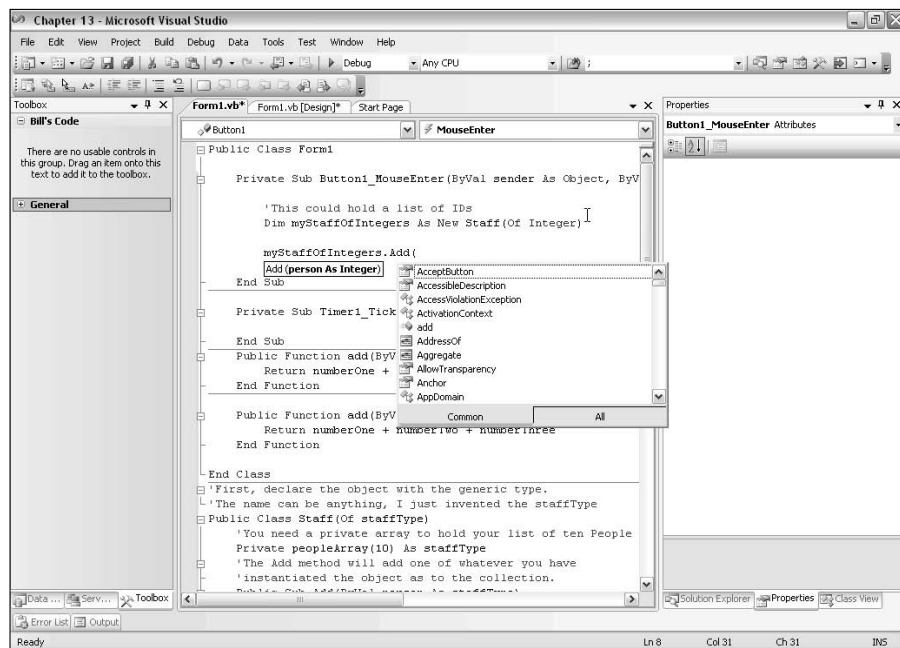 Chapter 13 - Microsoft Visual Studio
File Edit View Project Build Debug Data Tools Test Window Help
Debug Any CPU ;
Toolbox
Bill's Code
There are no usable controls in
this group. Drag an item onto this
text to add it to the toolbox.
General
Form1.vb* Form1.vb [Design]* Start Page
Button1 MouseEnter
Public Class Form1
Private Sub Button1_MouseEnter(ByVal sender As Object, ByV
'This could hold a list of IDs
Dim myStaffOfIntegers As New Staff(Of Integer)
myStaffOfIntegers.Add(
Add (person As Integer)
End Sub
Private Sub Timer1_Tick
End Sub
Public Function add(ByV
Return numberOne +
End Function
Public Function add(ByV
Return numberOne + numberTwo + numberThree
End Function
End Class
'First, declare the object with the generic type.
'The name can be anything, I just invented the staffType
Public Class Staff(Of staffType)
'You need a private array to hold your list of ten People
Private peopleArray(10) As staffType
'The Add method will add one of whatever you have
'instantiated the object as to the collection.
Public Sub Add(ByVal person As staffType)
AcceptButton
AccessibleDescription
AccessViolationException
ActivationContext
add
AddressOf
Aggregate
AllowTransparency
Anchor
AppDomain
Common All
Properties
Button1_MouseEnter Attributes
Data ... Serv... Toolbox
Solution Explorer Properties Class View
Error List Output
Ready Ln 8 Col 31 Ch 31 INS